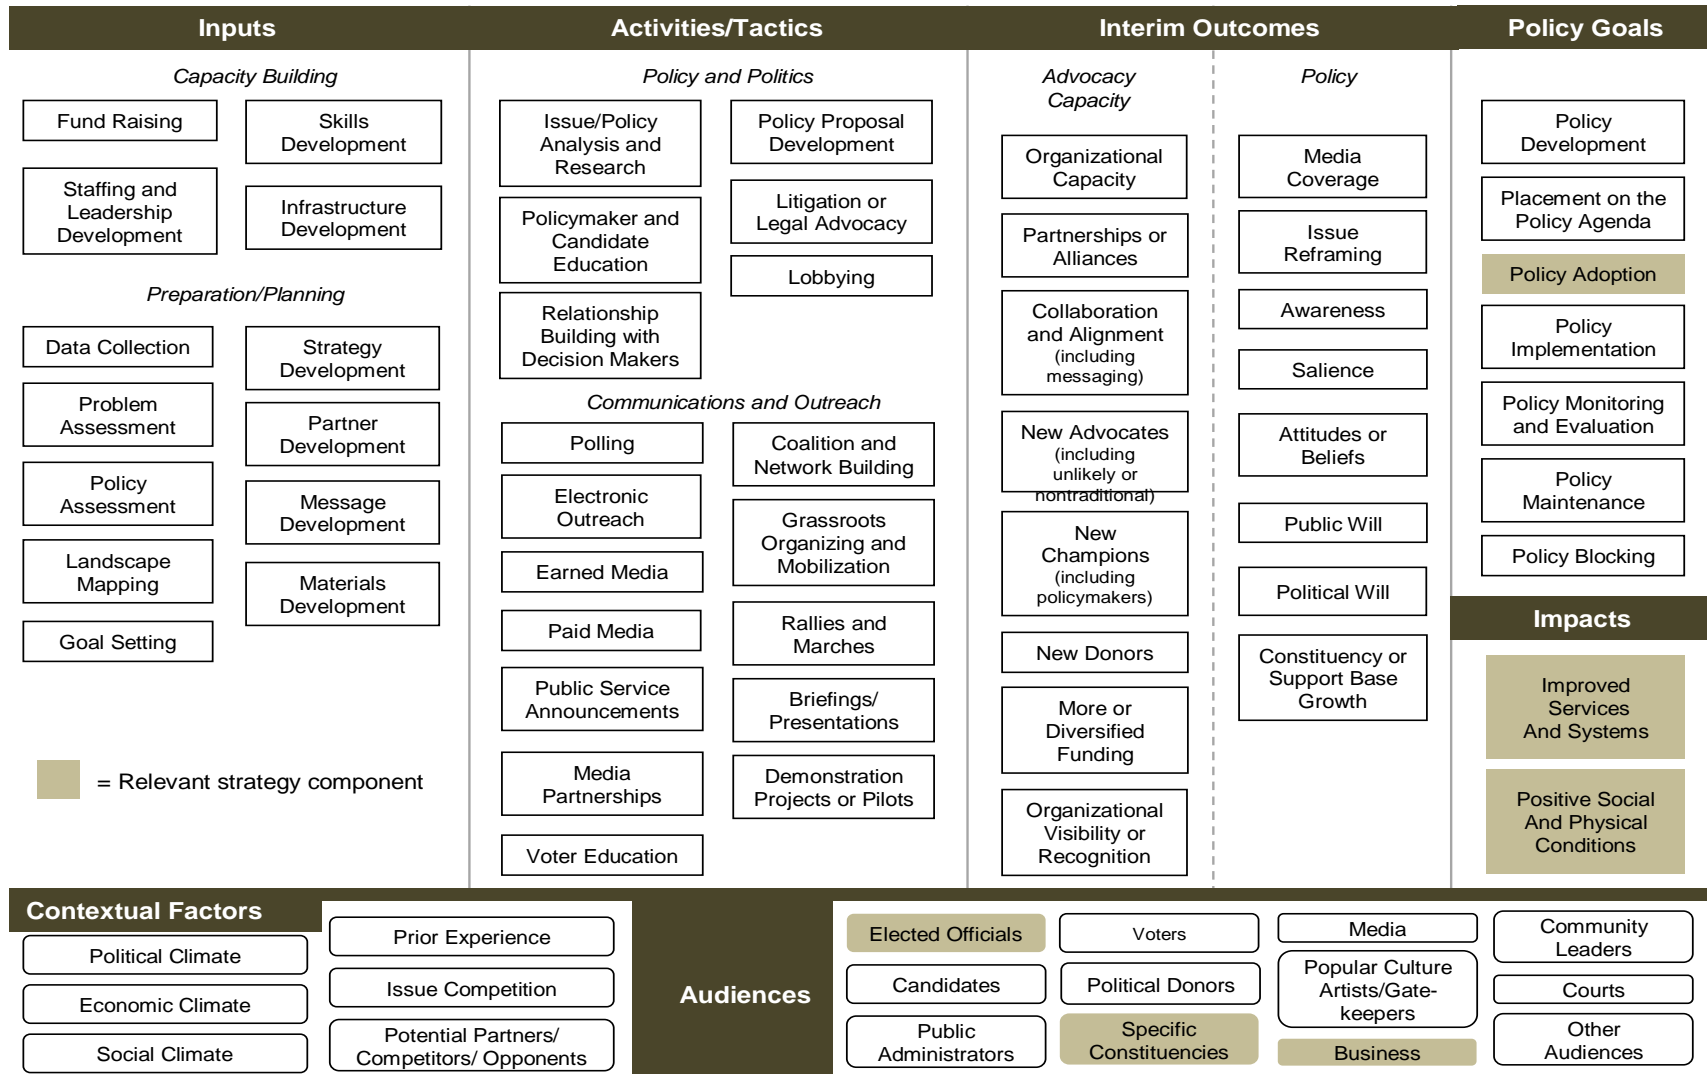 Inputs
Activities/Tactics
Interim Outcomes
Policy Goals
Capacity Building
Fund Raising
Skills
Development
Staffing and
Leadership
Development
Infrastructure
Development
Preparation/Planning
Data Collection
Strategy
Development
Problem
Assessment
Partner
Development
Policy
Assessment
Message
Development
Landscape
Mapping
Materials
Development
Goal Setting
= Relevant strategy component
Policy and Politics
Issue/Policy
Analysis and
Research
Policy Proposal
Development
Policymaker and
Candidate
Education
Litigation or
Legal Advocacy
Lobbying
Relationship
Building with
Decision Makers
Communications and Outreach
Polling
Coalition and
Network Building
Electronic
Outreach
Grassroots
Organizing and
Mobilization
Earned Media
Paid Media
Rallies and
Marches
Public Service
Announcements
Briefings/
Presentations
Media
Partnerships
Demonstration
Projects or Pilots
Voter Education
Advocacy
Capacity
Organizational
Capacity
Partnerships or
Alliances
Collaboration
and Alignment
(including
messaging)
New Advocates
(including
unlikely or
nontraditional)
New
Champions
(including
policymakers)
New Donors
More or
Diversified
Funding
Organizational
Visibility or
Recognition
Policy
Media
Coverage
Issue
Reframing
Awareness
Salience
Attitudes or
Beliefs
Public Will
Political Will
Constituency or
Support Base
Growth
Policy
Development
Placement on the
Policy Agenda
Policy Adoption
Policy
Implementation
Policy Monitoring
and Evaluation
Policy
Maintenance
Policy Blocking
Impacts
Improved
Services
And Systems
Positive Social
And Physical
Conditions
Contextual Factors
Political Climate
Economic Climate
Social Climate
Prior Experience
Issue Competition
Potential Partners/
Competitors/ Opponents
Audiences
Elected Officials
Candidates
Public
Administrators
Voters
Political Donors
Specific
Constituencies
Media
Popular Culture
Artists/Gate-
keepers
Business
Community
Leaders
Courts
Other
Audiences